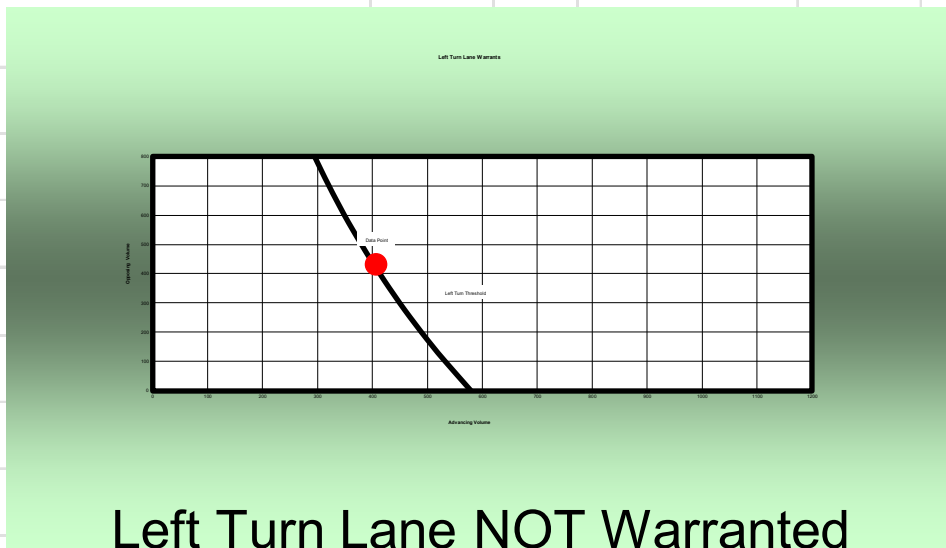 Left Turn Lane Warrants
800
700
600
500
400
300
200
100
0
Opposing Volume
Data Point
Left Turn Threshold
0 100 200 300 400 500 600 700 800 900 1000 1100 1200
Advancing Volume
Left Turn Lane NOT Warranted